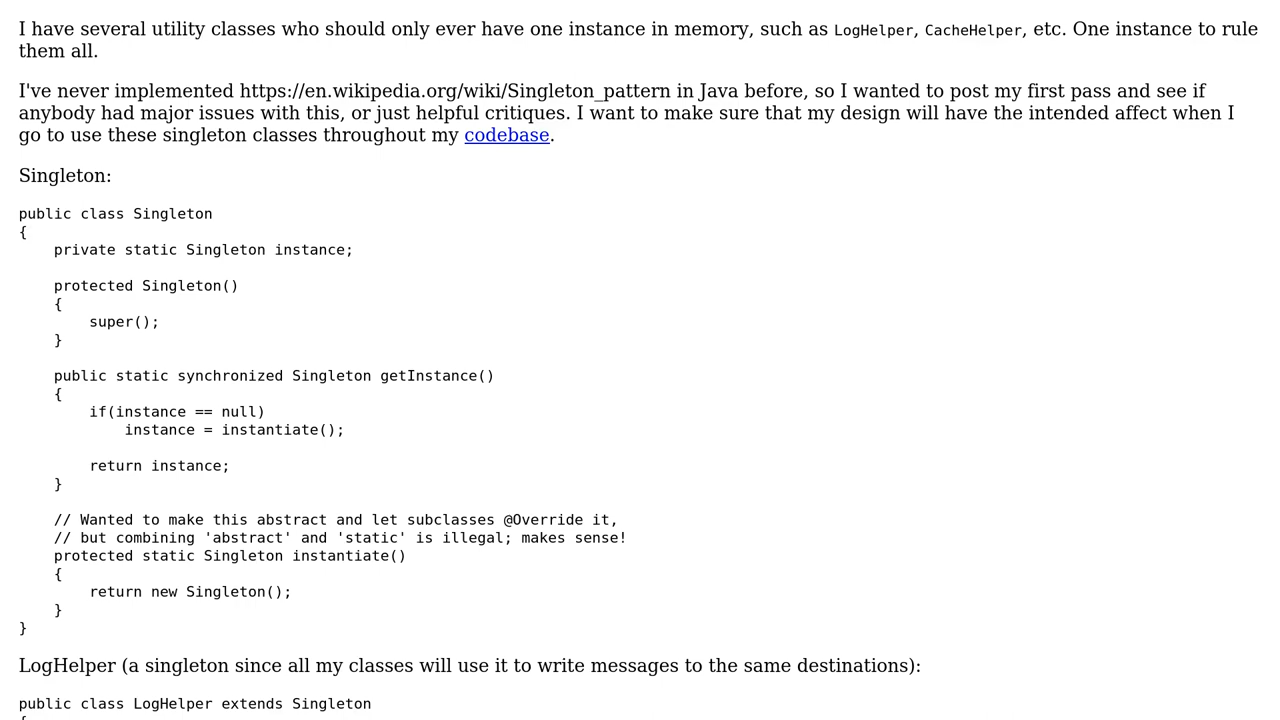 I have several utility classes who should only ever have one instance in memory, such as LogHelper, CacheHelper, etc. One instance to rule
them all.
I've never implemented https://en.wikipedia.org/wiki/Singleton_pattern in Java before, so I wanted to post my first pass and see if
anybody had major issues with this, or just helpful critiques. I want to make sure that my design will have the intended affect when I
go to use these singleton classes throughout my codebase.
Singleton:
public class Singleton
{
    private static Singleton instance;
    protected Singleton()
    {
        super();
    }
    public static synchronized Singleton getInstance()
    {
        if(instance == null)
            instance = instantiate();
        return instance;
    }
    // Wanted to make this abstract and let subclasses @Override it,
    // but combining 'abstract' and 'static' is illegal; makes sense!
    protected static Singleton instantiate()
    {
        return new Singleton();
    }
}
LogHelper (a singleton since all my classes will use it to write messages to the same destinations):
public class LogHelper extends Singleton
{